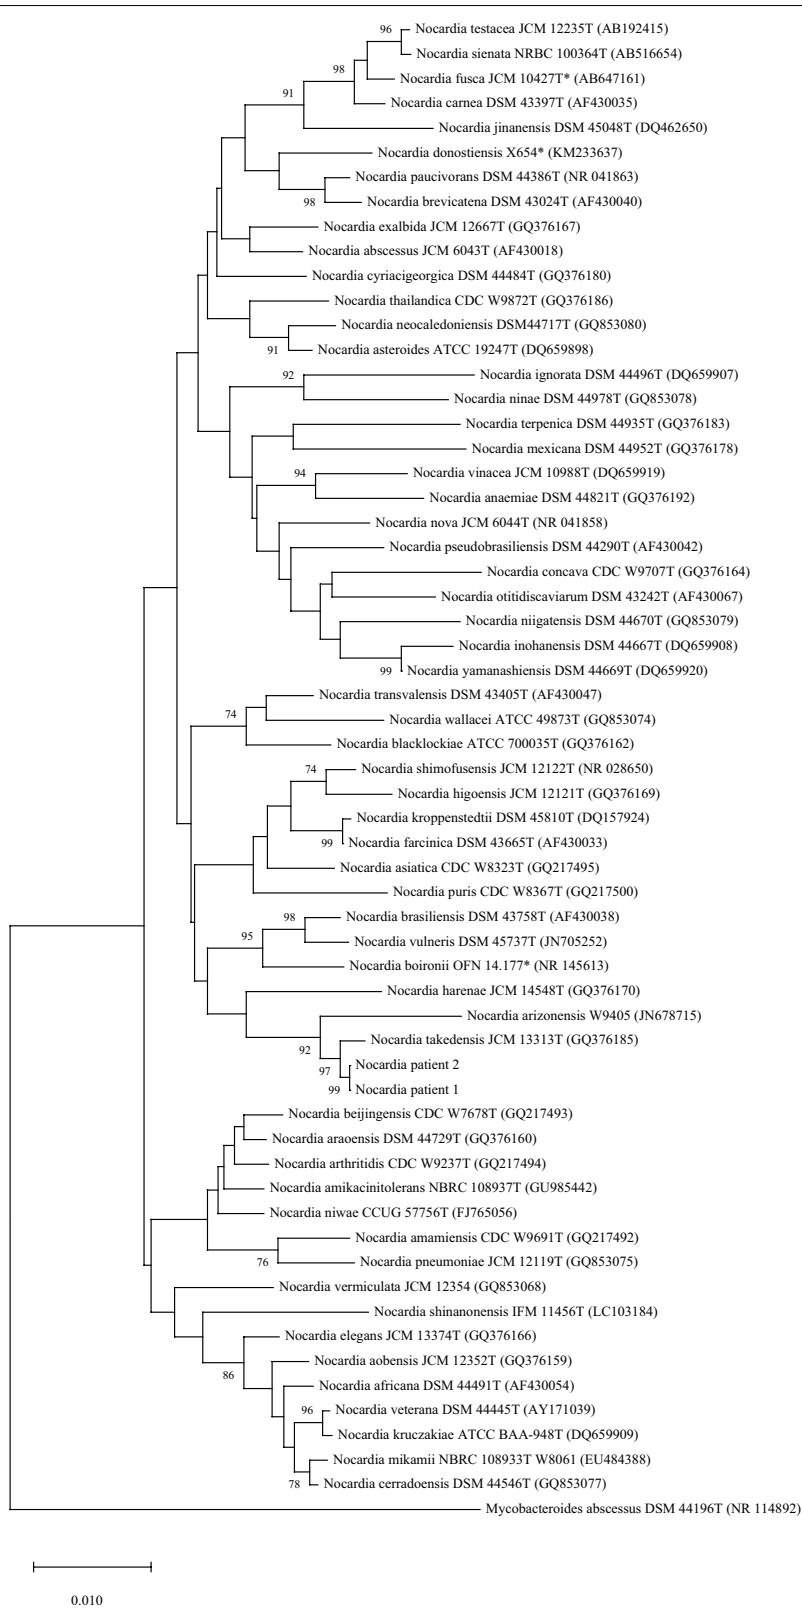 96
Nocardia testacea JCM 12235T (AB192415)
Nocardia sienata NRBC 100364T (AB516654)
98
Nocardia fusca JCM 10427T* (AB647161)
91
Nocardia carnea DSM 43397T (AF430035)
Nocardia jinanensis DSM 45048T (DQ462650)
Nocardia donostiensis X654* (KM233637)
Nocardia paucivorans DSM 44386T (NR 041863)
98
Nocardia brevicatena DSM 43024T (AF430040)
Nocardia exalbida JCM 12667T (GQ376167)
Nocardia abscessus JCM 6043T (AF430018)
Nocardia cyriacigeorgica DSM 44484T (GQ376180)
Nocardia thailandica CDC W9872T (GQ376186)
Nocardia neocaledoniensis DSM44717T (GQ853080)
91
Nocardia asteroides ATCC 19247T (DQ659898)
92
Nocardia ignorata DSM 44496T (DQ659907)
Nocardia ninae DSM 44978T (GQ853078)
Nocardia terpenica DSM 44935T (GQ376183)
Nocardia mexicana DSM 44952T (GQ376178)
94
Nocardia vinacea JCM 10988T (DQ659919)
Nocardia anaemiae DSM 44821T (GQ376192)
Nocardia nova JCM 6044T (NR 041858)
Nocardia pseudobrasiliensis DSM 44290T (AF430042)
Nocardia concava CDC W9707T (GQ376164)
Nocardia otitidiscaviarum DSM 43242T (AF430067)
Nocardia niigatensis DSM 44670T (GQ853079)
Nocardia inohanensis DSM 44667T (DQ659908)
99
Nocardia yamanashiensis DSM 44669T (DQ659920)
Nocardia transvalensis DSM 43405T (AF430047)
74
Nocardia wallacei ATCC 49873T (GQ853074)
Nocardia blacklockiae ATCC 700035T (GQ376162)
74
Nocardia shimofusensis JCM 12122T (NR 028650)
Nocardia higoensis JCM 12121T (GQ376169)
Nocardia kroppenstedtii DSM 45810T (DQ157924)
99
Nocardia farcinica DSM 43665T (AF430033)
Nocardia asiatica CDC W8323T (GQ217495)
Nocardia puris CDC W8367T (GQ217500)
98
Nocardia brasiliensis DSM 43758T (AF430038)
95
Nocardia vulneris DSM 45737T (JN705252)
Nocardia boironii OFN 14.177* (NR 145613)
Nocardia harenae JCM 14548T (GQ376170)
Nocardia arizonensis W9405 (JN678715)
92
Nocardia takedensis JCM 13313T (GQ376185)
97
Nocardia patient 2
99
Nocardia patient 1
Nocardia beijingensis CDC W7678T (GQ217493)
Nocardia araoensis DSM 44729T (GQ376160)
Nocardia arthritidis CDC W9237T (GQ217494)
Nocardia amikacinitolerans NBRC 108937T (GU985442)
Nocardia niwae CCUG 57756T (FJ765056)
Nocardia amamiensis CDC W9691T (GQ217492)
76
Nocardia pneumoniae JCM 12119T (GQ853075)
Nocardia vermiculata JCM 12354 (GQ853068)
Nocardia shinanonensis IFM 11456T (LC103184)
Nocardia elegans JCM 13374T (GQ376166)
86
Nocardia aobensis JCM 12352T (GQ376159)
Nocardia africana DSM 44491T (AF430054)
96
Nocardia veterana DSM 44445T (AY171039)
Nocardia kruczakiae ATCC BAA-948T (DQ659909)
Nocardia mikamii NBRC 108933T W8061 (EU484388)
78
Nocardia cerradoensis DSM 44546T (GQ853077)
Mycobacteroides abscessus DSM 44196T (NR 114892)
0.010